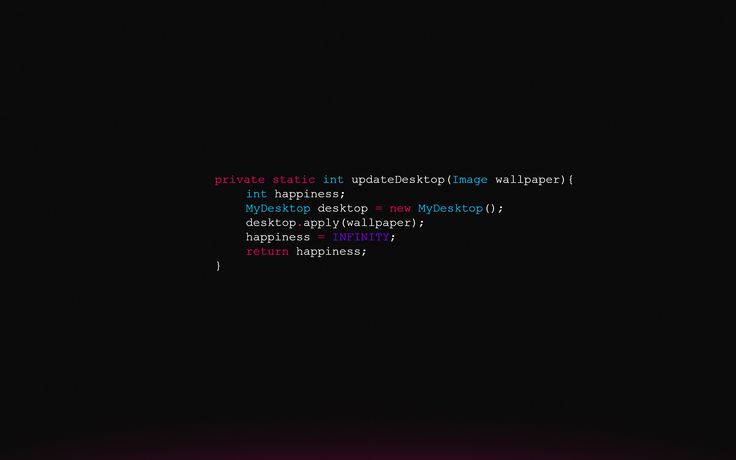 private static int updateDesktop(Image wallpaper){
int happiness;
MyDesktop desktop = new MyDesktop();
desktop.apply(wallpaper);
happiness = INFINITY;
return happiness;
}